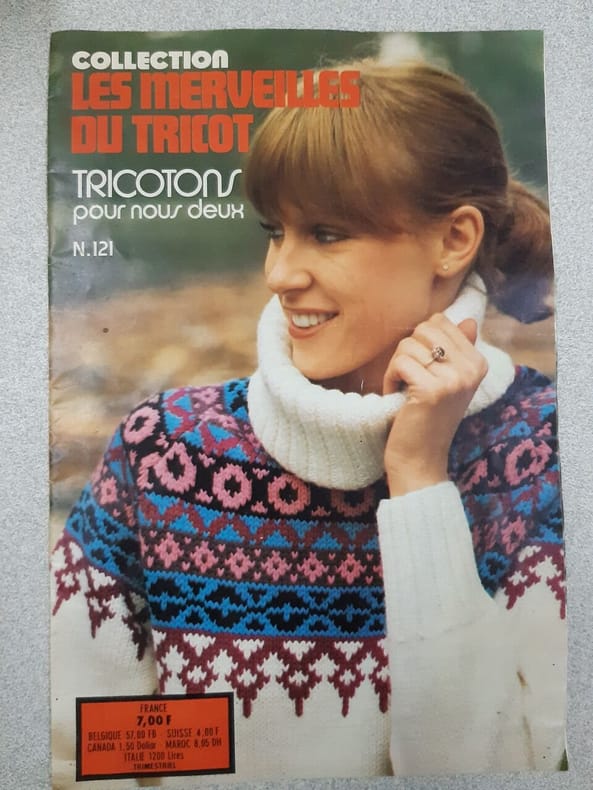 COLLECTION
LES MERVEILLES
DU TRICOT
TRICOTONS
pour nous deux
N.121
FRANCE
7,00 F
BELGIQUE 57,00 FB - SUISSE 4,00 F
CANADA 1,50 Dollar - MAROC 8,05 DH
ITALIE 1200 Lires
TRIMESTRIEL